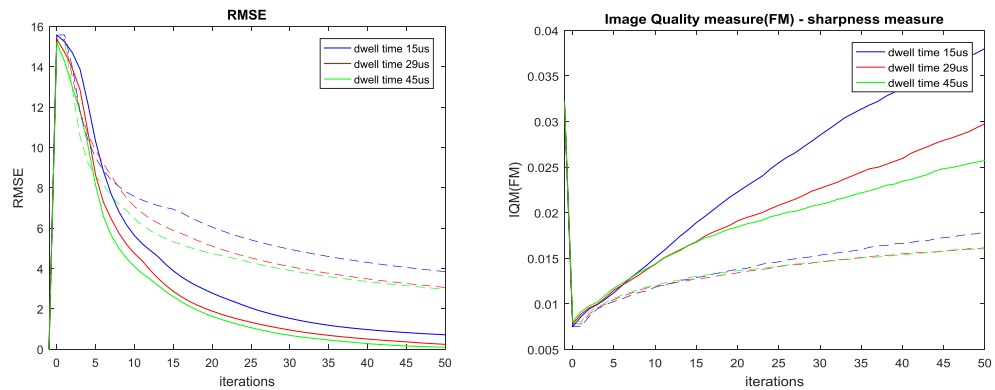 RMSE
16
14
12
10
8
6
4
2
0
RMSE
dwell time 15us
dwell time 29us
dwell time 45us
0 5 10 15 20 25 30 35 40 45 50
iterations
Image Quality measure(FM) - sharpness measure
0.04
0.035
0.03
0.025
0.02
0.015
0.01
0.005
IQM(FM)
dwell time 15us
dwell time 29us
dwell time 45us
0 5 10 15 20 25 30 35 40 45 50
iterations